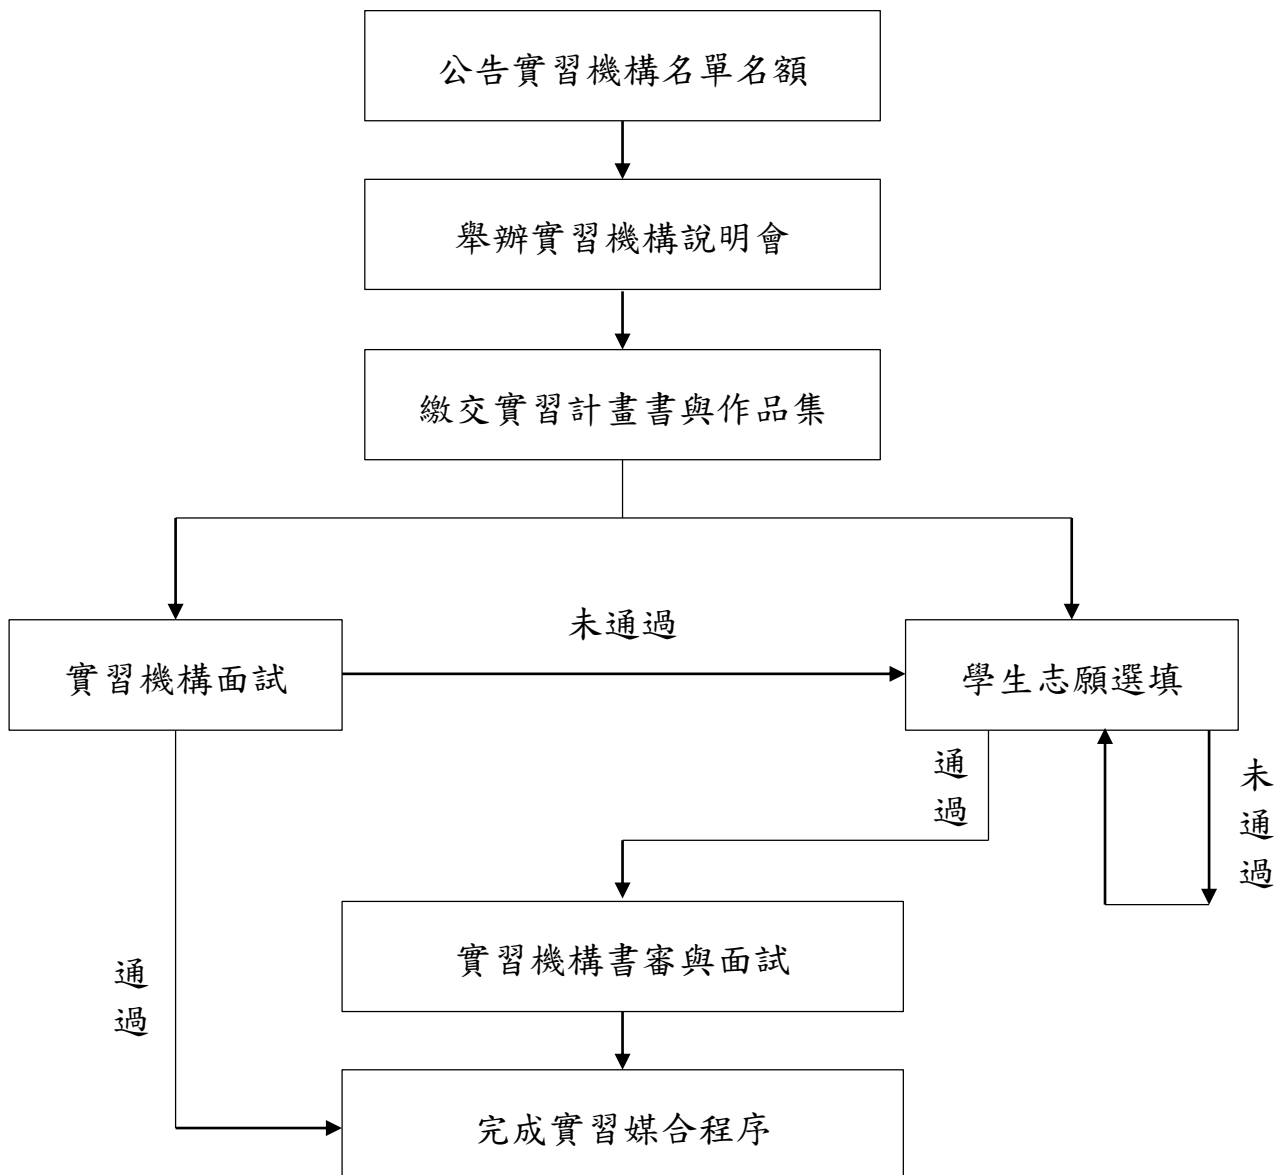 公告實習機構名單名額
舉辦實習機構說明會
繳交實習計畫書與作品集
未通過
實習機構面試
學生志願選填
通過
未通過
實習機構書審與面試
通過
完成實習媒合程序